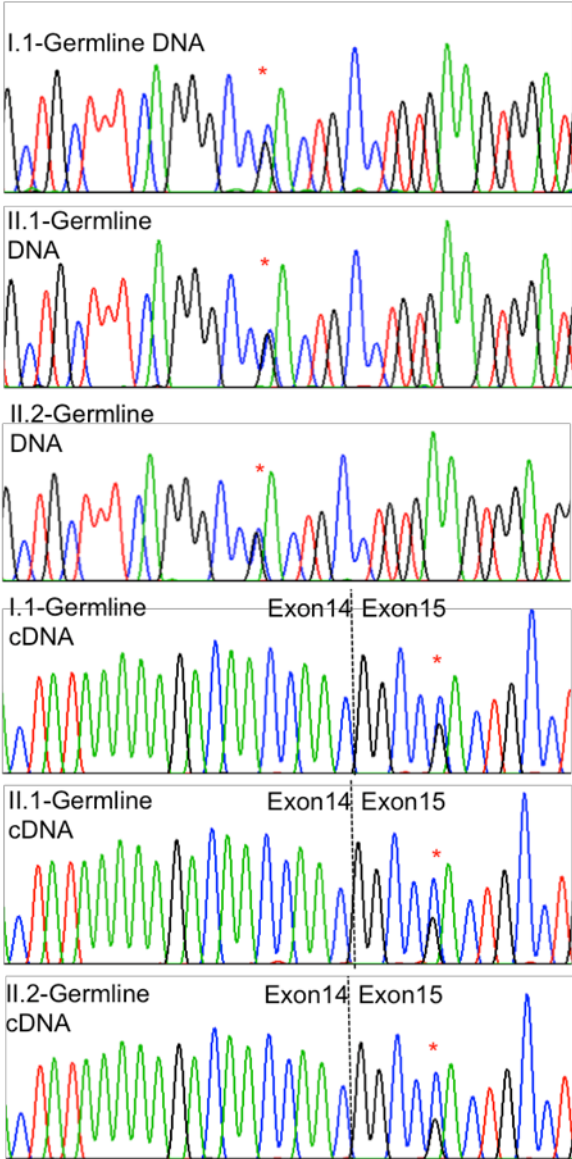 I.1-Germline DNA
*
II.1-Germline
DNA
*
II.2-Germline
DNA
*
I.1-Germline
cDNA
Exon14 Exon15
*
II.1-Germline
cDNA
Exon14 Exon15
*
II.2-Germline
cDNA
Exon14 Exon15
*